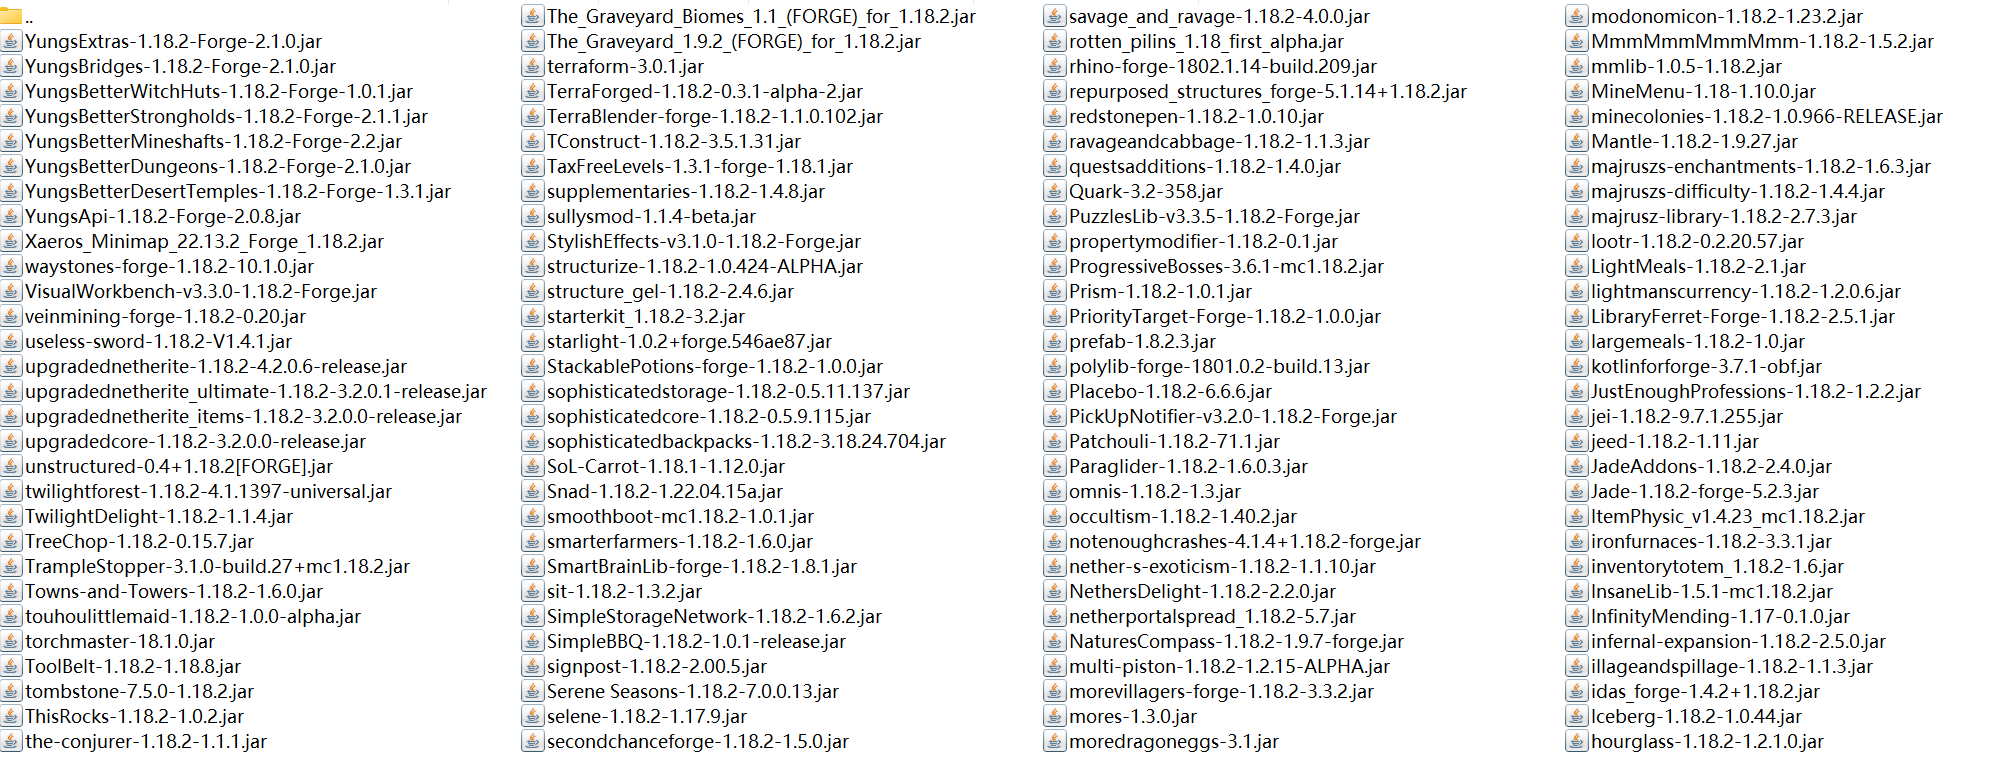 ..
YungsExtras-1.18.2-Forge-2.1.0.jar
YungsBridges-1.18.2-Forge-2.1.0.jar
YungsBetterWitchHuts-1.18.2-Forge-1.0.1.jar
YungsBetterStrongholds-1.18.2-Forge-2.1.1.jar
YungsBetterMineshafts-1.18.2-Forge-2.2.jar
YungsBetterDungeons-1.18.2-Forge-2.1.0.jar
YungsBetterDesertTemples-1.18.2-Forge-1.3.1.jar
YungsApi-1.18.2-Forge-2.0.8.jar
Xaeros_Minimap_22.13.2_Forge_1.18.2.jar
waystones-forge-1.18.2-10.1.0.jar
VisualWorkbench-v3.3.0-1.18.2-Forge.jar
veinmining-forge-1.18.2-0.20.jar
useless-sword-1.18.2-V1.4.1.jar
upgradednetherite-1.18.2-4.2.0.6-release.jar
upgradednetherite_ultimate-1.18.2-3.2.0.1-release.jar
upgradednetherite_items-1.18.2-3.2.0.0-release.jar
upgradedcore-1.18.2-3.2.0.0-release.jar
unstructured-0.4+1.18.2[FORGE].jar
twilightforest-1.18.2-4.1.1397-universal.jar
TwilightDelight-1.18.2-1.1.4.jar
TreeChop-1.18.2-0.15.7.jar
TrampleStopper-3.1.0-build.27+mc1.18.2.jar
Towns-and-Towers-1.18.2-1.6.0.jar
touhoulittlemaid-1.18.2-1.0.0-alpha.jar
torchmaster-18.1.0.jar
ToolBelt-1.18.2-1.18.8.jar
tombstone-7.5.0-1.18.2.jar
ThisRocks-1.18.2-1.0.2.jar
the-conjurer-1.18.2-1.1.1.jar
The_Graveyard_Biomes_1.1_(FORGE)_for_1.18.2.jar
The_Graveyard_1.9.2_(FORGE)_for_1.18.2.jar
terraform-3.0.1.jar
TerraForged-1.18.2-0.3.1-alpha-2.jar
TerraBlender-forge-1.18.2-1.1.0.102.jar
TConstruct-1.18.2-3.5.1.31.jar
TaxFreeLevels-1.3.1-forge-1.18.1.jar
supplementaries-1.18.2-1.4.8.jar
sullysmod-1.1.4-beta.jar
StylishEffects-v3.1.0-1.18.2-Forge.jar
structurize-1.18.2-1.0.424-ALPHA.jar
structure_gel-1.18.2-2.4.6.jar
starterkit_1.18.2-3.2.jar
starlight-1.0.2+forge.546ae87.jar
StackablePotions-forge-1.18.2-1.0.0.jar
sophisticatedstorage-1.18.2-0.5.11.137.jar
sophisticatedcore-1.18.2-0.5.9.115.jar
sophisticatedbackpacks-1.18.2-3.18.24.704.jar
SoL-Carrot-1.18.1-1.12.0.jar
Snad-1.18.2-1.22.04.15a.jar
smoothboot-mc1.18.2-1.0.1.jar
smarterfarmers-1.18.2-1.6.0.jar
SmartBrainLib-forge-1.18.2-1.8.1.jar
sit-1.18.2-1.3.2.jar
SimpleStorageNetwork-1.18.2-1.6.2.jar
SimpleBBQ-1.18.2-1.0.1-release.jar
signpost-1.18.2-2.00.5.jar
Serene Seasons-1.18.2-7.0.0.13.jar
selene-1.18.2-1.17.9.jar
secondchanceforge-1.18.2-1.5.0.jar
savage_and_ravage-1.18.2-4.0.0.jar
rotten_pilins_1.18_first_alpha.jar
rhino-forge-1802.1.14-build.209.jar
repurposed_structures_forge-5.1.14+1.18.2.jar
redstonepen-1.18.2-1.0.10.jar
ravageandcabbage-1.18.2-1.1.3.jar
questsadditions-1.18.2-1.4.0.jar
Quark-3.2-358.jar
PuzzlesLib-v3.3.5-1.18.2-Forge.jar
propertymodifier-1.18.2-0.1.jar
ProgressiveBosses-3.6.1-mc1.18.2.jar
Prism-1.18.2-1.0.1.jar
PriorityTarget-Forge-1.18.2-1.0.0.jar
prefab-1.8.2.3.jar
polylib-forge-1801.0.2-build.13.jar
Placebo-1.18.2-6.6.6.jar
PickUpNotifier-v3.2.0-1.18.2-Forge.jar
Patchouli-1.18.2-71.1.jar
Paraglider-1.18.2-1.6.0.3.jar
omnis-1.18.2-1.3.jar
occultism-1.18.2-1.40.2.jar
notenoughcrashes-4.1.4+1.18.2-forge.jar
nether-s-exoticism-1.18.2-1.1.10.jar
NethersDelight-1.18.2-2.2.0.jar
netherportalspread_1.18.2-5.7.jar
NaturesCompass-1.18.2-1.9.7-forge.jar
multi-piston-1.18.2-1.2.15-ALPHA.jar
morevillagers-forge-1.18.2-3.3.2.jar
mores-1.3.0.jar
moredragoneggs-3.1.jar
modonomicon-1.18.2-1.23.2.jar
MmmMmmMmmMmm-1.18.2-1.5.2.jar
mmlib-1.0.5-1.18.2.jar
MineMenu-1.18-1.10.0.jar
minecolonies-1.18.2-1.0.966-RELEASE.jar
Mantle-1.18.2-1.9.27.jar
majruszs-enchantments-1.18.2-1.6.3.jar
majruszs-difficulty-1.18.2-1.4.4.jar
majrusz-library-1.18.2-2.7.3.jar
lootr-1.18.2-0.2.20.57.jar
LightMeals-1.18.2-2.1.jar
lightmanscurrency-1.18.2-1.2.0.6.jar
LibraryFerret-Forge-1.18.2-2.5.1.jar
largemeals-1.18.2-1.0.jar
kotlinforforge-3.7.1-obf.jar
JustEnoughProfessions-1.18.2-1.2.2.jar
jei-1.18.2-9.7.1.255.jar
jeed-1.18.2-1.11.jar
JadeAddons-1.18.2-2.4.0.jar
Jade-1.18.2-forge-5.2.3.jar
ItemPhysic_v1.4.23_mc1.18.2.jar
ironfurnaces-1.18.2-3.3.1.jar
inventorytotem_1.18.2-1.6.jar
InsaneLib-1.5.1-mc1.18.2.jar
InfinityMending-1.17-0.1.0.jar
infernal-expansion-1.18.2-2.5.0.jar
illageandspillage-1.18.2-1.1.3.jar
idas_forge-1.4.2+1.18.2.jar
Iceberg-1.18.2-1.0.44.jar
hourglass-1.18.2-1.2.1.0.jar